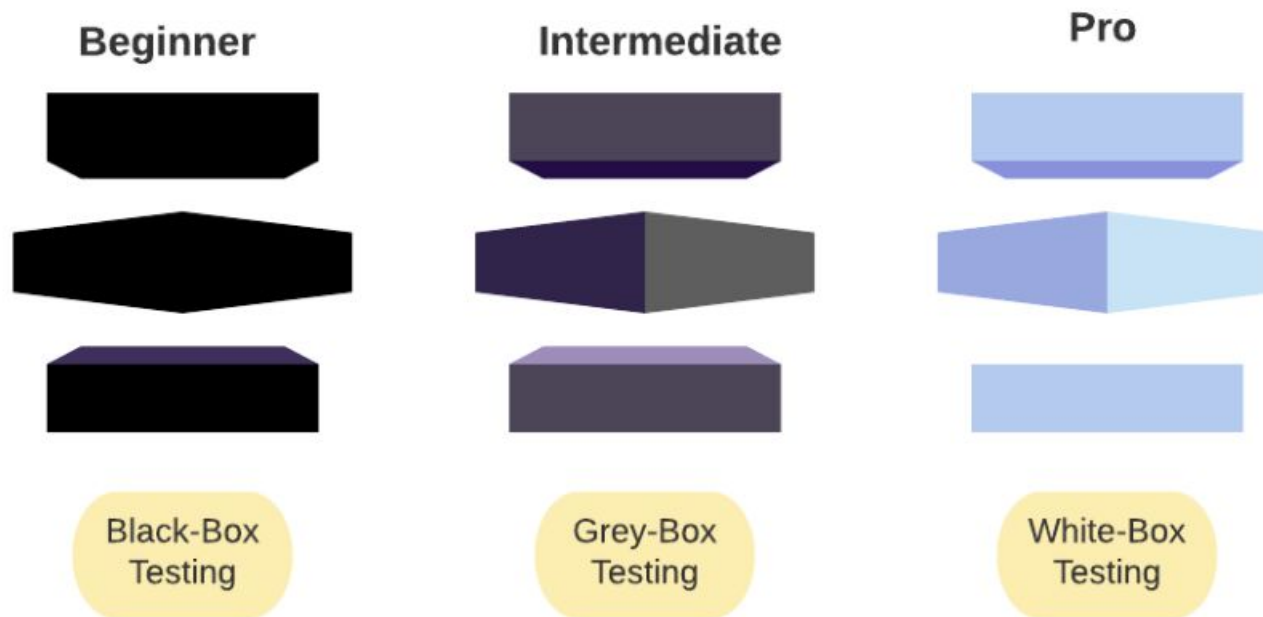 Beginner
Intermediate
Pro
Black-Box
Testing
Grey-Box
Testing
White-Box
Testing